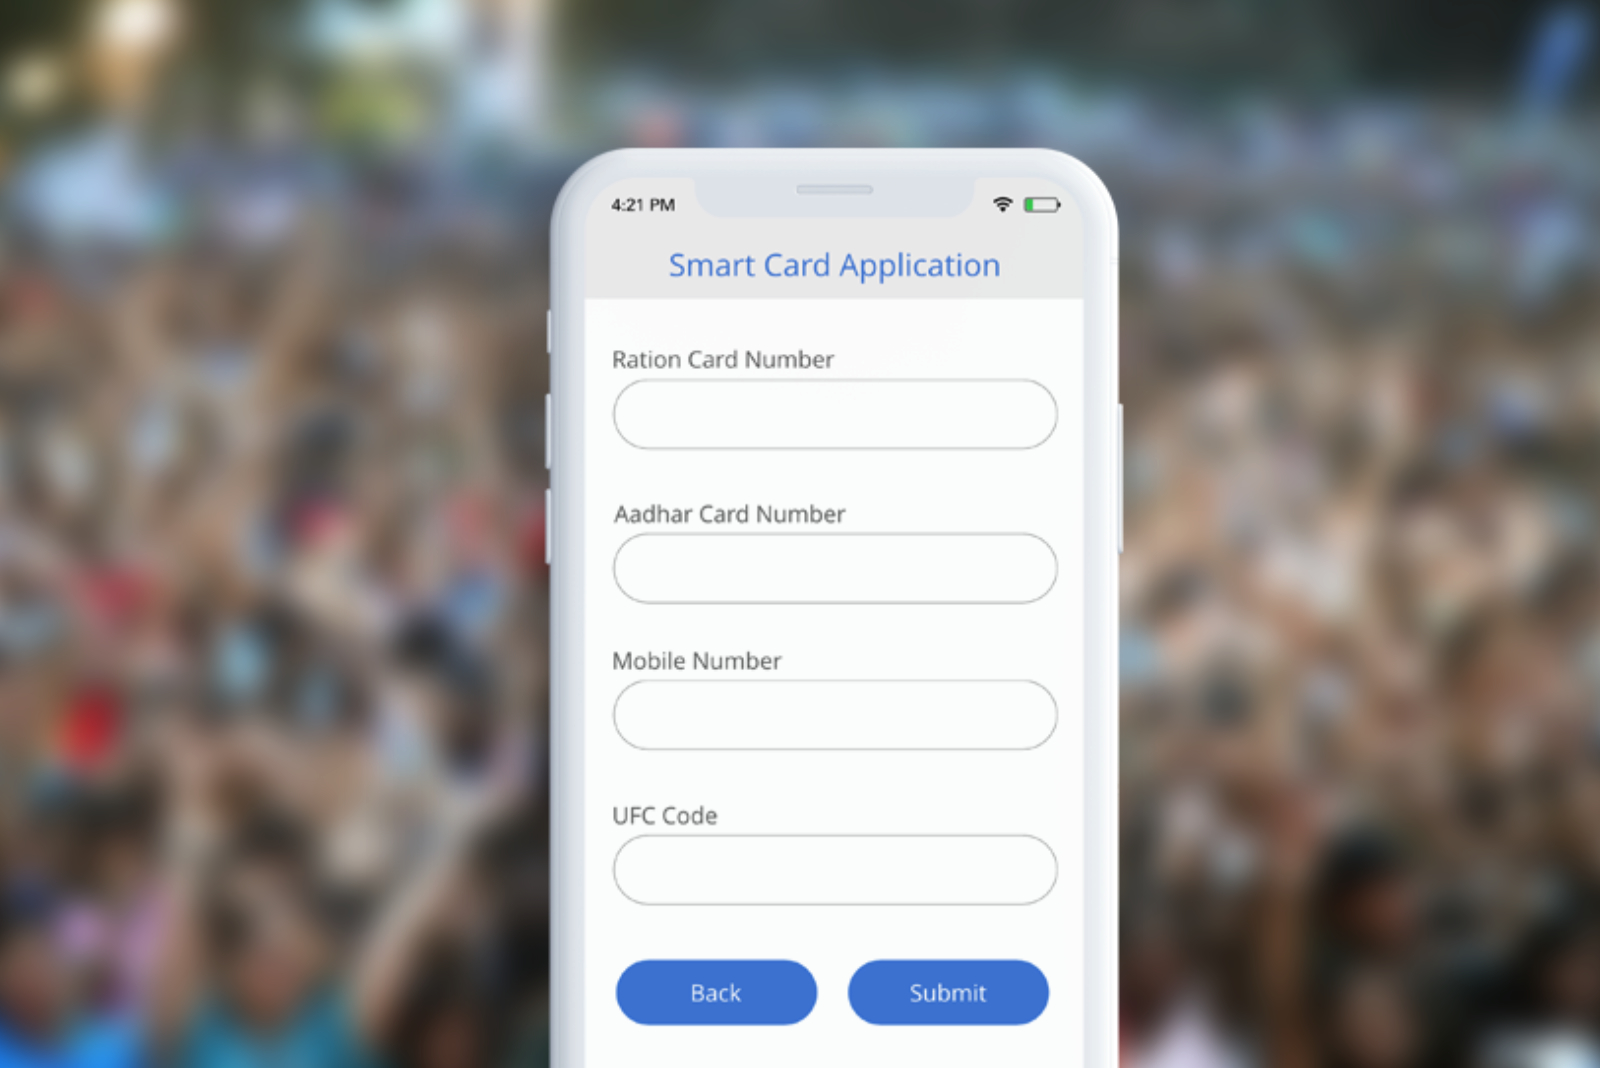 4:21 PM
Smart Card Application
Ration Card Number
Aadhar Card Number
Mobile Number
UFC Code
Back Submit